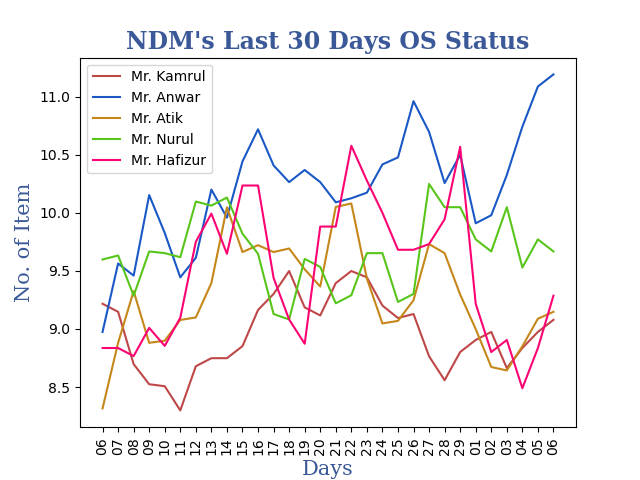 NDM's Last 30 Days OS Status
Mr. Kamrul
Mr. Anwar
Mr. Atik
Mr. Nurul
Mr. Hafizur
No. of Item
11.0
10.5
10.0
9.5
9.0
8.5
06 07 08 09 10 11 12 13 14 15 16 17 18 19 20 21 22 23 24 25 26 27 28 29 01 02 03 04 05 06
Days